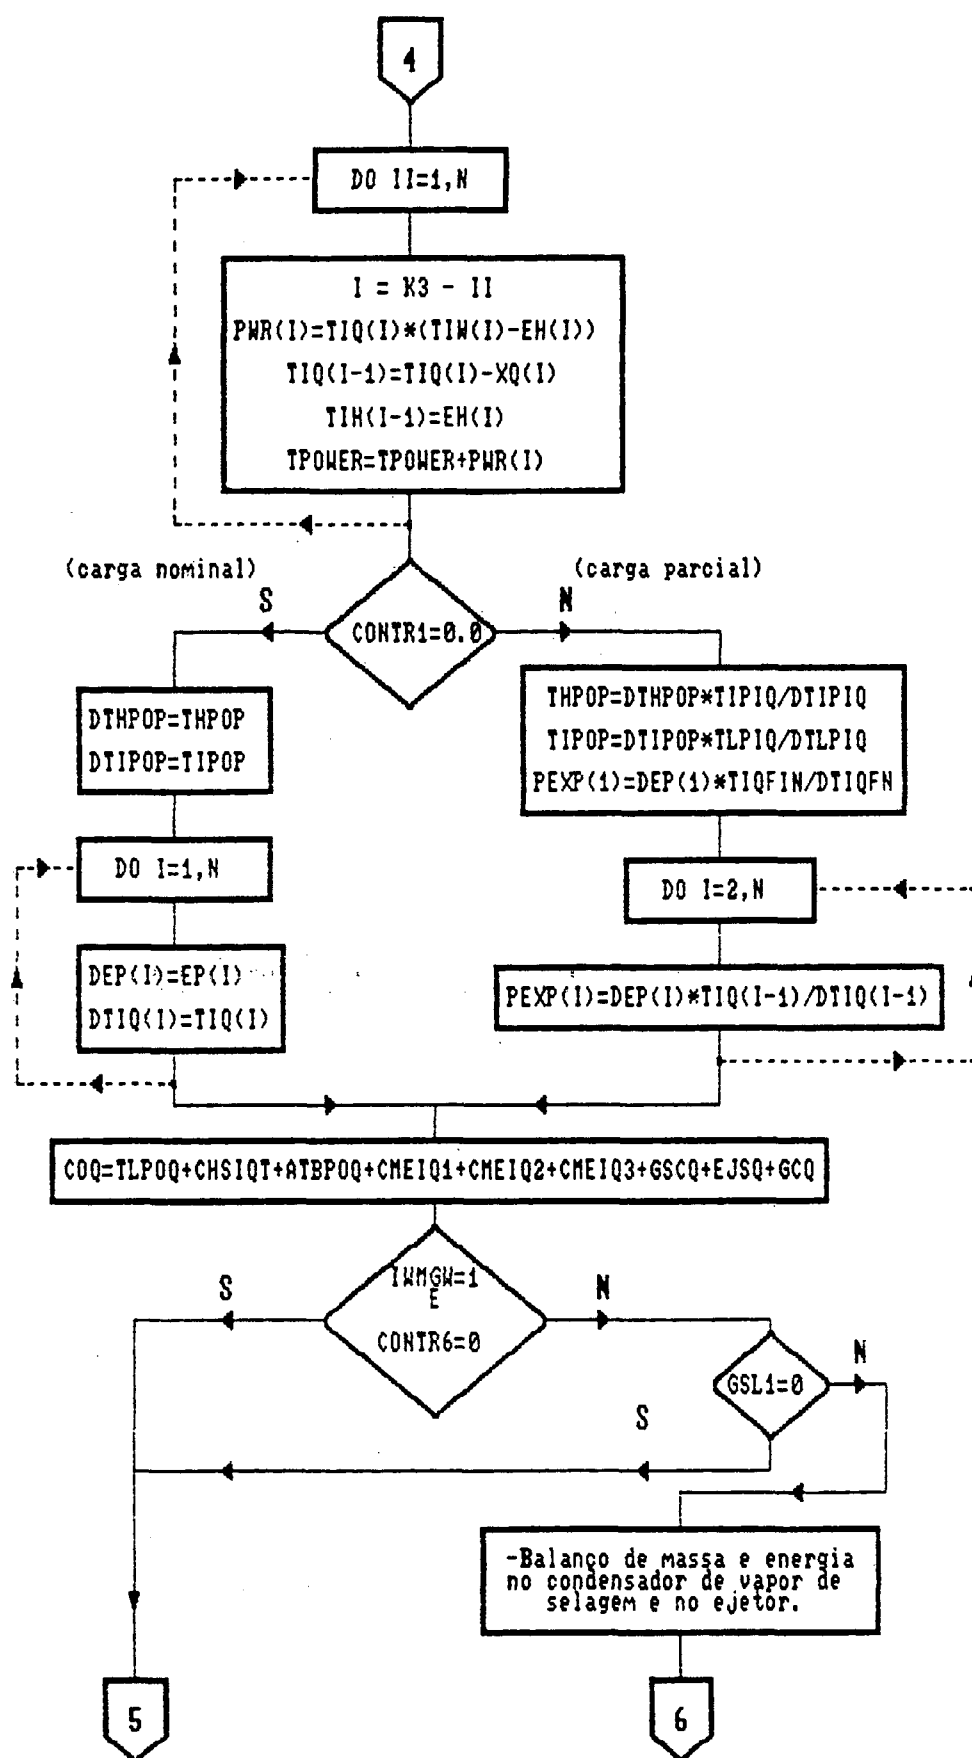 4
DO II=1,N
I = K3 - II
PWR(I)=TIQ(I)*(TIW(I)-EH(I))
TIQ(I-1)=TIQ(I)-XQ(I)
TIH(I-1)=EH(I)
TPOWER=TPOWER+PWR(I)
(carga nominal)
(carga parcial)
S
N
CONTR1=0.0
DTHPOP=THPOP
DTIPOP=TIPOP
THPOP=DTHPOP*TIPIQ/DTIPIQ
TIPOP=DTIPOP*TLPIQ/DTLPIQ
PEXP(1)=DEP(1)*TIQFIN/DTIQFN
DO I=1,N
DO I=2,N
DEP(I)=EP(I)
DTIQ(I)=TIQ(I)
PEXP(I)=DEP(I)*TIQ(I-1)/DTIQ(I-1)
COQ=TLPOQ+CHSIQT+ATBPOQ+CMEIQ1+CMEIQ2+CMEIQ3+GSCQ+EJSQ+GCQ
IWMGW=1
E
CONTR6=0
S
N
GSL1=0
N
S
-Balanço de massa e energia
no condensador de vapor de
selagem e no ejetor.
5
6